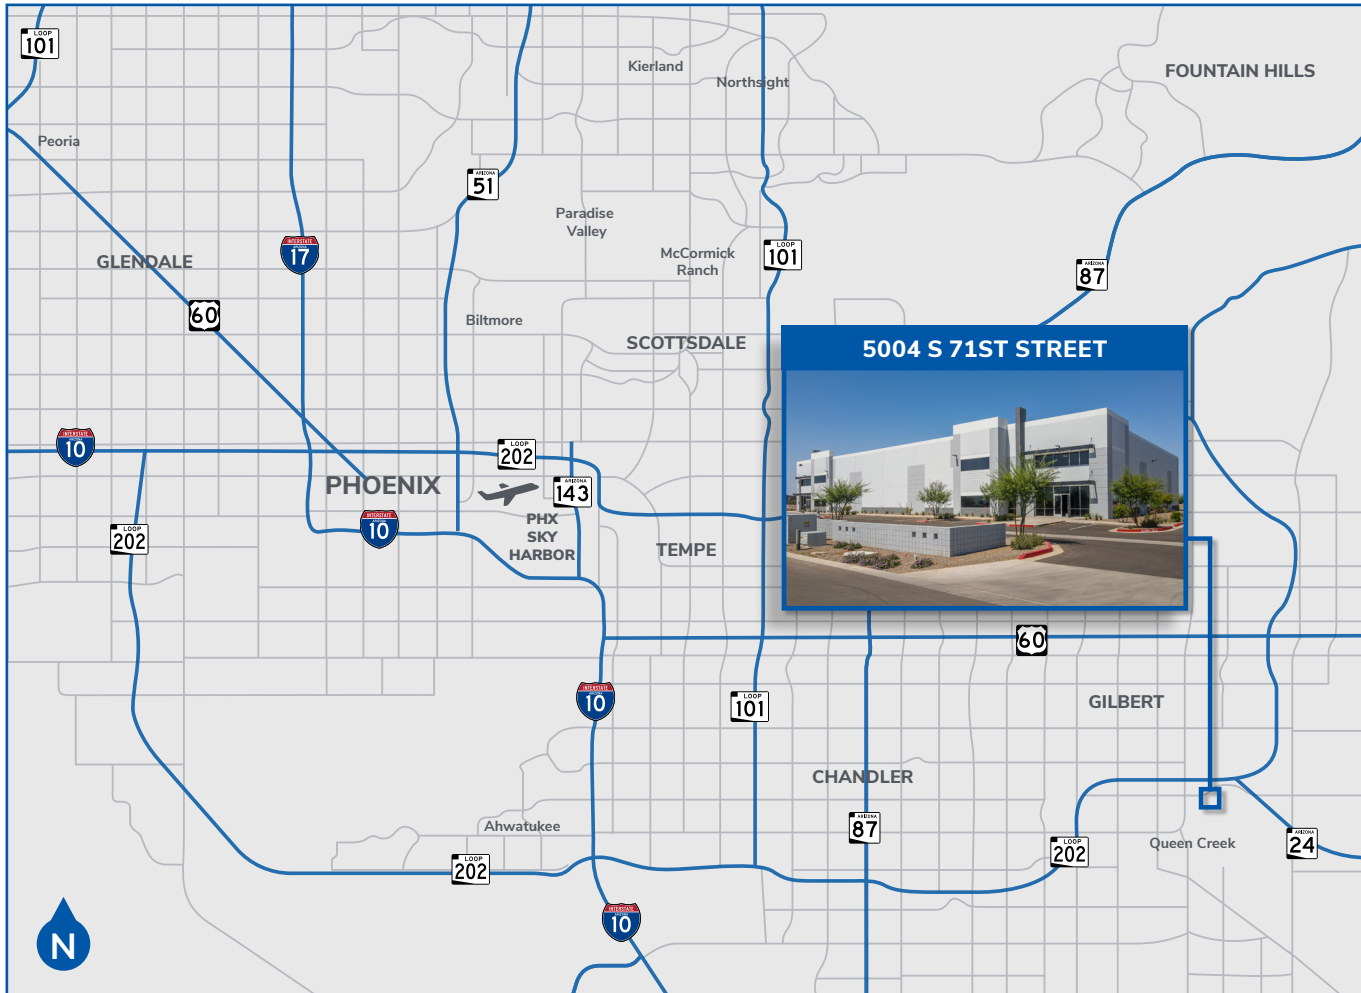 LOOP
101
Kierland
Northsight
FOUNTAIN HILLS
Peoria
ARIZONA
51
Paradise
Valley
INTERSTATE
17
LOOP
101
McCormick
Ranch
GLENDALE
ARIZONA
87
60
Biltmore
SCOTTSDALE
5004 S 71ST STREET
INTERSTATE
10
LOOP
202
PHOENIX
ARIZONA
143
INTERSTATE
10
PHX
SKY
HARBOR
LOOP
202
TEMPE
60
INTERSTATE
10
LOOP
101
GILBERT
CHANDLER
Ahwatukee
ARIZONA
87
LOOP
202
Queen Creek
ARIZONA
24
LOOP
202
INTERSTATE
10
N